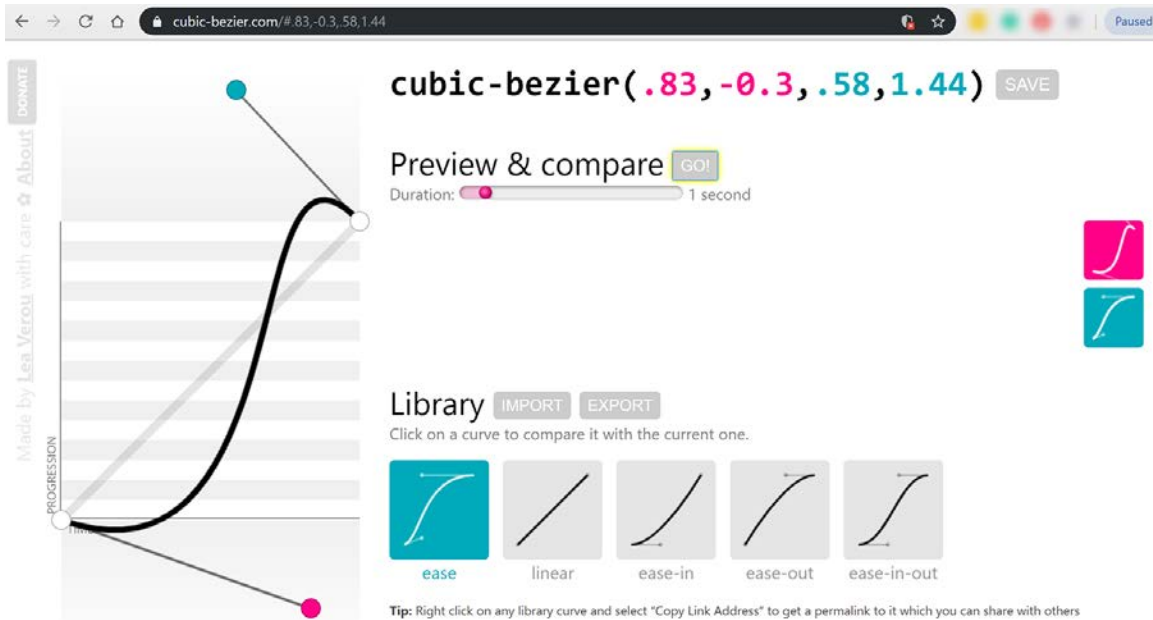 cubic-bezier.com/#.83,-0.3,.58,1.44
Paused
DONATE
Made by Lea Verou with care ✿ About
cubic-bezier(.83,-0.3,.58,1.44) SAVE
Preview & compare GO!
Duration: 1 second
PROGRESSION
TIME
Library IMPORT EXPORT
Click on a curve to compare it with the current one.
ease linear ease-in ease-out ease-in-out
Tip: Right click on any library curve and select "Copy Link Address" to get a permalink to it which you can share with others